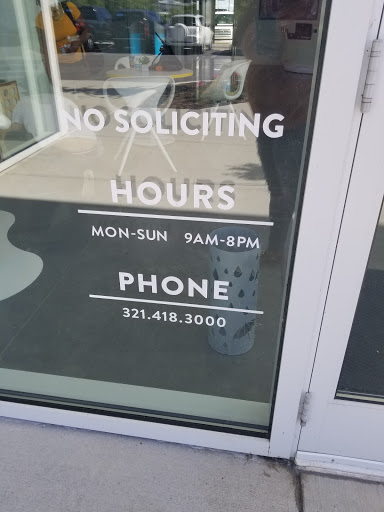 NO SOLICITING
HOURS
MON-SUN 9AM-8PM
PHONE
321.418.3000